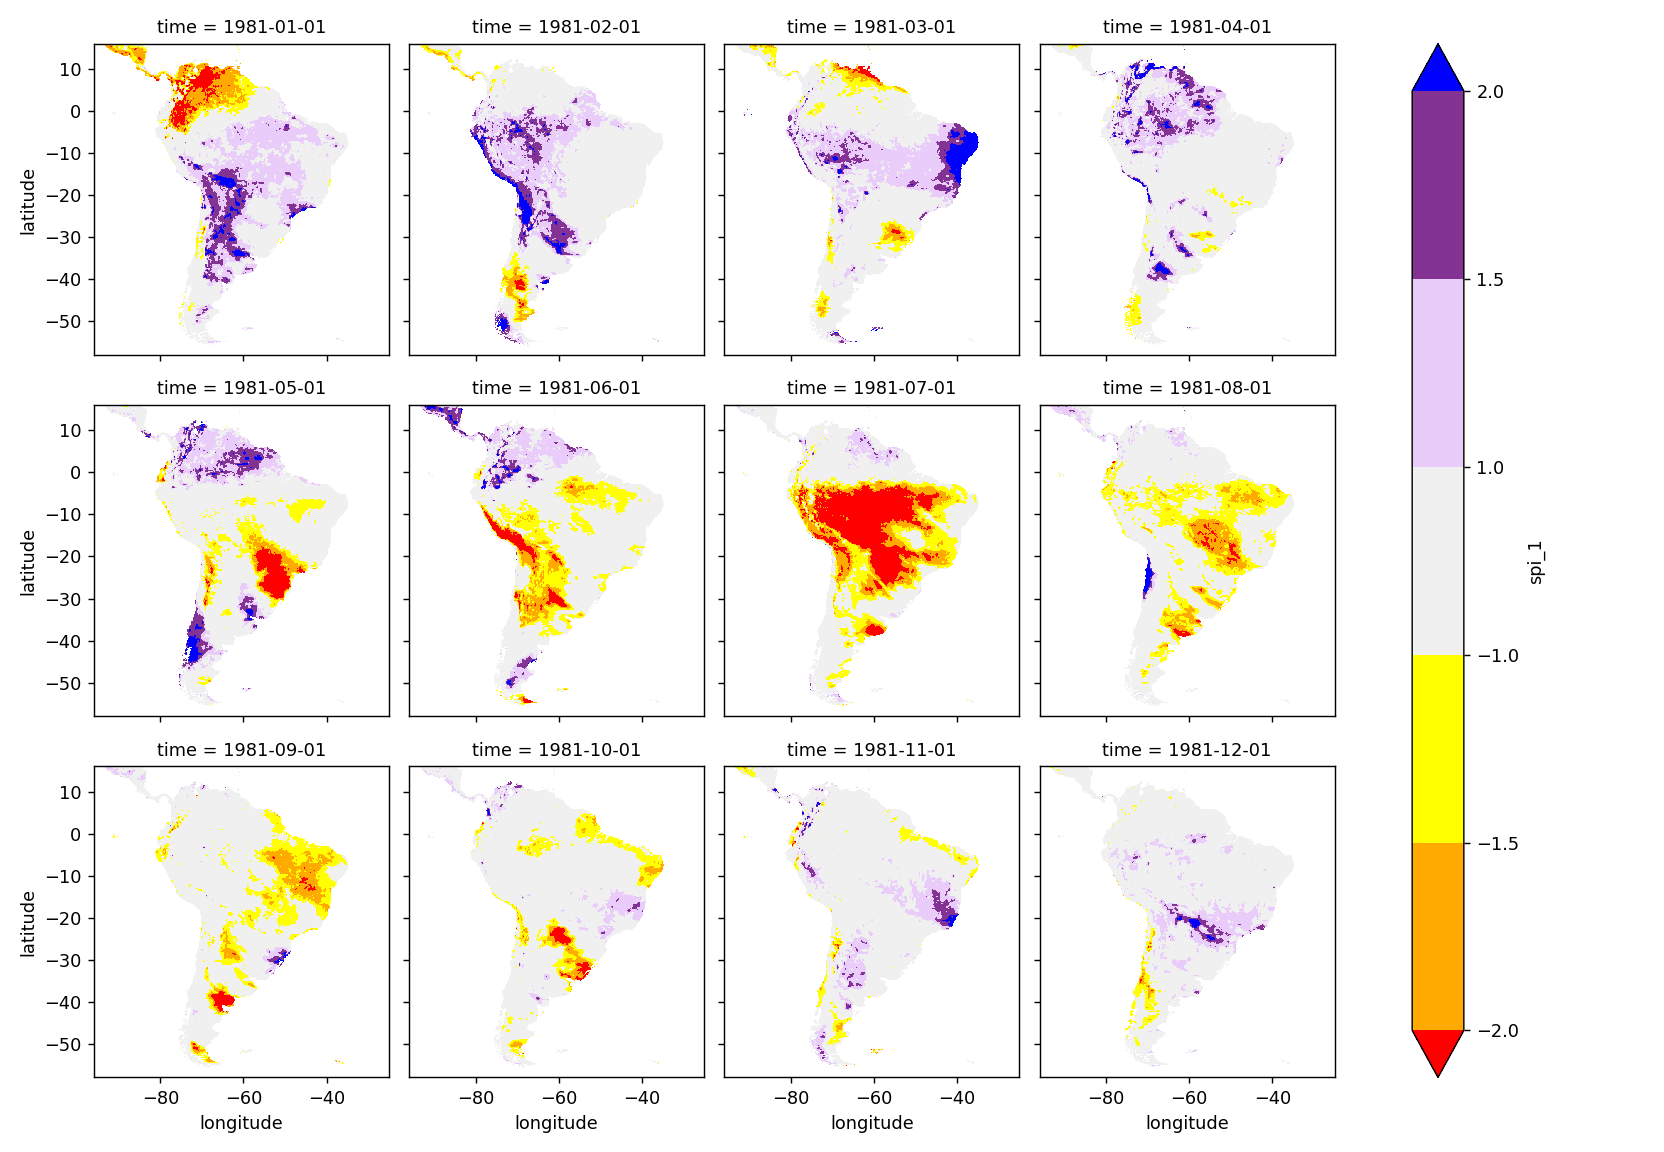 time = 1981-01-01
time = 1981-02-01
time = 1981-03-01
time = 1981-04-01
10
0
−10
−20
−30
−40
−50
latitude
time = 1981-05-01
time = 1981-06-01
time = 1981-07-01
time = 1981-08-01
10
0
−10
−20
−30
−40
−50
latitude
time = 1981-09-01
time = 1981-10-01
time = 1981-11-01
time = 1981-12-01
10
0
−10
−20
−30
−40
−50
latitude
−80 −60 −40
longitude
−80 −60 −40
longitude
−80 −60 −40
longitude
−80 −60 −40
longitude
2.0
1.5
1.0
−1.0
−1.5
−2.0
spi_1